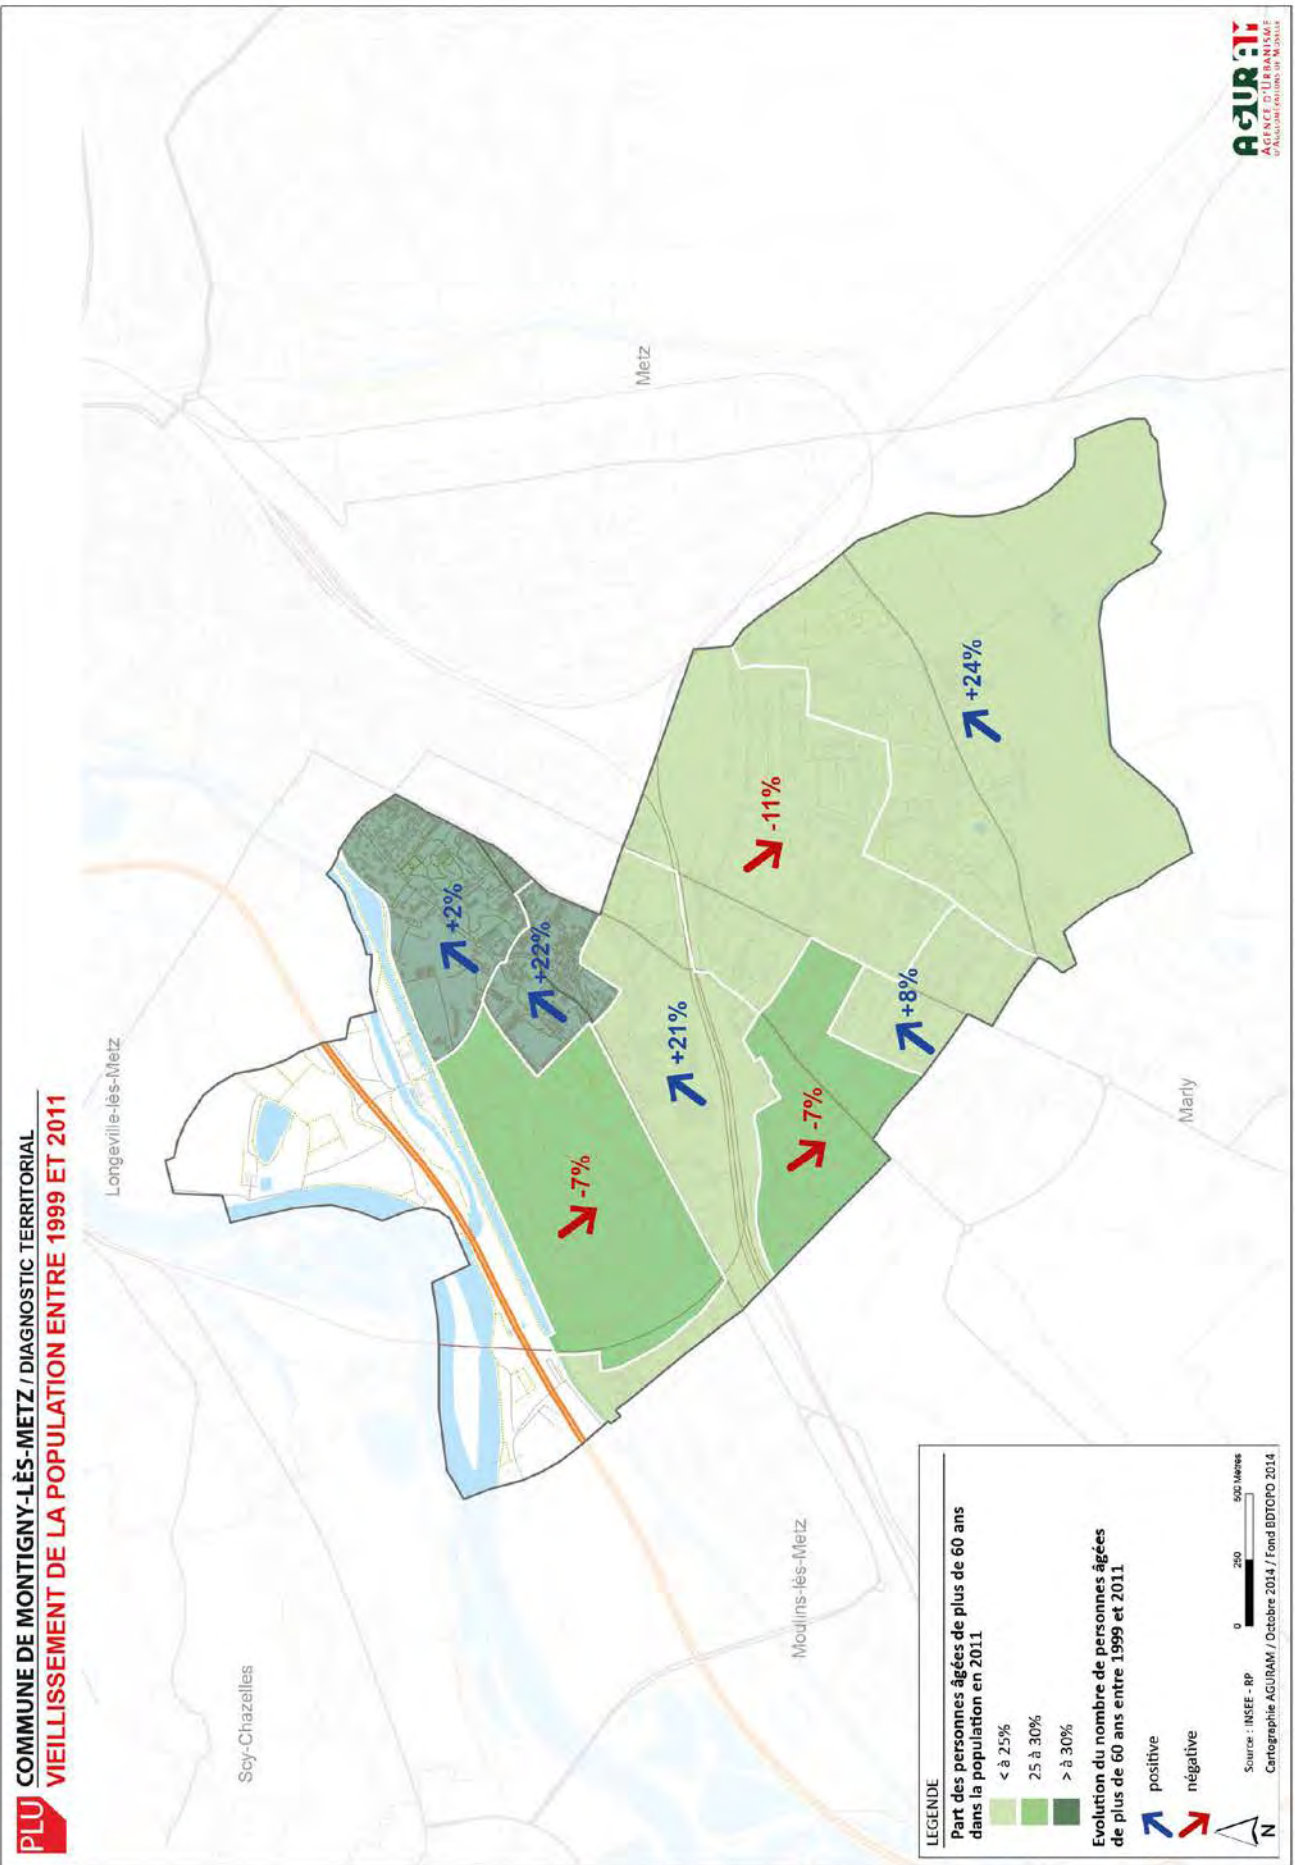 PLU COMMUNE DE MONTIGNY-LÈS-METZ / DIAGNOSTIC TERRITORIAL
VIEILLISSEMENT DE LA POPULATION ENTRE 1999 ET 2011
Longeville-lès-Metz
Scy-Chazelles
Metz
Moulins-lès-Metz
Marly
+2%
+22%
-7%
+21%
-11%
-7%
+8%
+24%
LEGENDE
Part des personnes âgées de plus de 60 ans
dans la population en 2011
< à 25%
25 à 30%
> à 30%
Evolution du nombre de personnes âgées
de plus de 60 ans entre 1999 et 2011
positive
négative
N
0 250 500 Mètres
Source : INSEE - RP
Cartographie AGURAM / Octobre 2014 / Fond BDTOPO 2014
AGURAM
AGENCE D'URBANISME
D'AGGLOMÉRATIONS DE MOSELLE